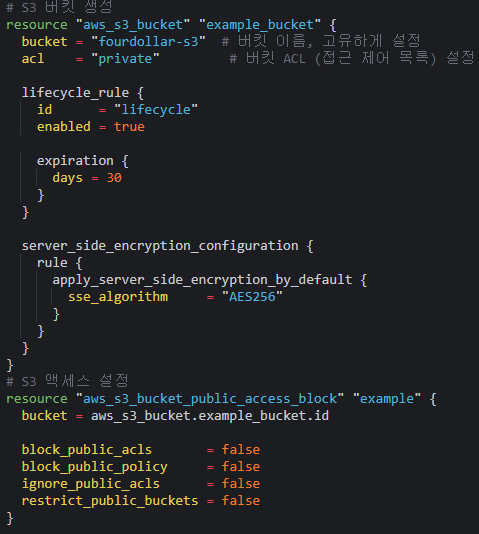 # S3 버킷 생성
resource "aws_s3_bucket" "example_bucket" {
  bucket = "fourdollar-s3"  # 버킷 이름, 고유하게 설정
  acl    = "private"         # 버킷 ACL (접근 제어 목록) 설정

  lifecycle_rule {
    id      = "lifecycle"
    enabled = true

    expiration {
      days = 30
    }
  }

  server_side_encryption_configuration {
    rule {
      apply_server_side_encryption_by_default {
        sse_algorithm     = "AES256"
      }
    }
  }
}
# S3 액세스 설정
resource "aws_s3_bucket_public_access_block" "example" {
  bucket = aws_s3_bucket.example_bucket.id

  block_public_acls       = false
  block_public_policy     = false
  ignore_public_acls      = false
  restrict_public_buckets = false
}